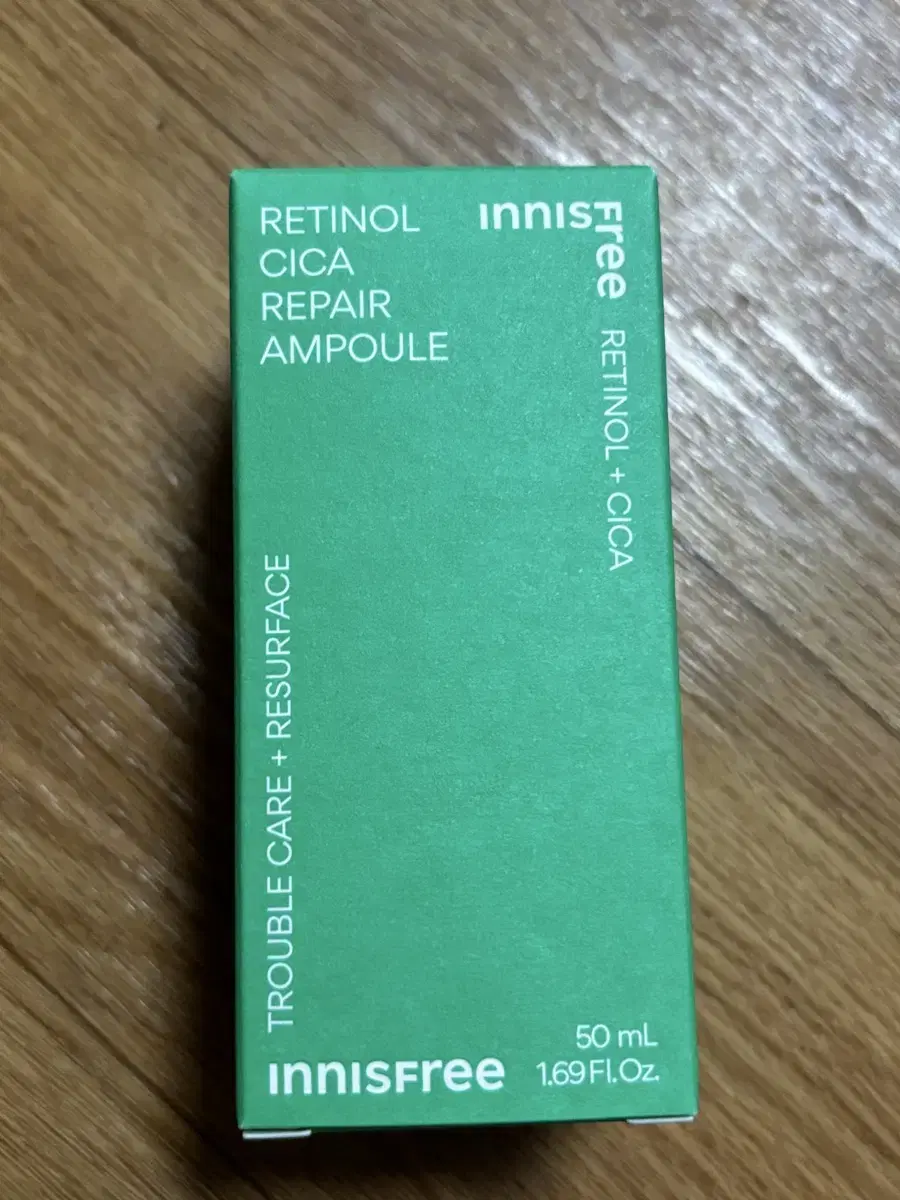 RETINOL
CICA
REPAIR
AMPOULE
innisFree
RETINOL + CICA
TROUBLE CARE + RESURFACE
innisFree
50 mL
1.69 Fl.Oz.